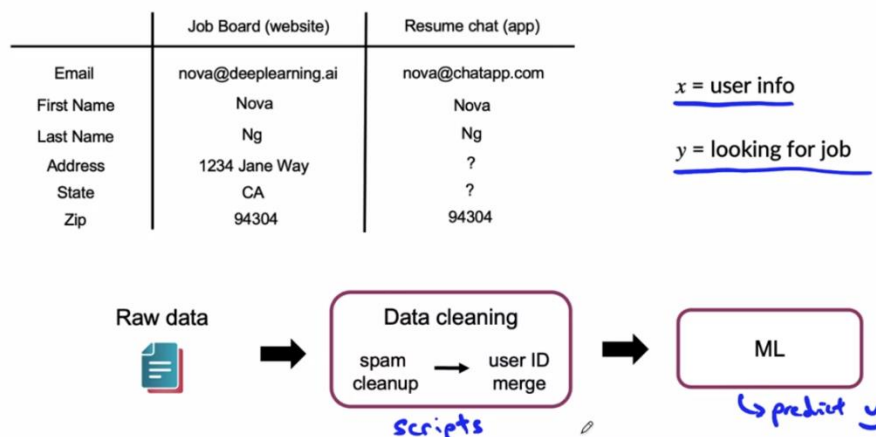 Job Board (website) Resume chat (app)
Email nova@deeplearning.ai nova@chatapp.com
First Name Nova Nova
Last Name Ng Ng
Address 1234 Jane Way ?
State CA ?
Zip 94304 94304
x = user info
y = looking for job
Raw data
Data cleaning
spam cleanup
user ID merge
scripts
ML
predict y